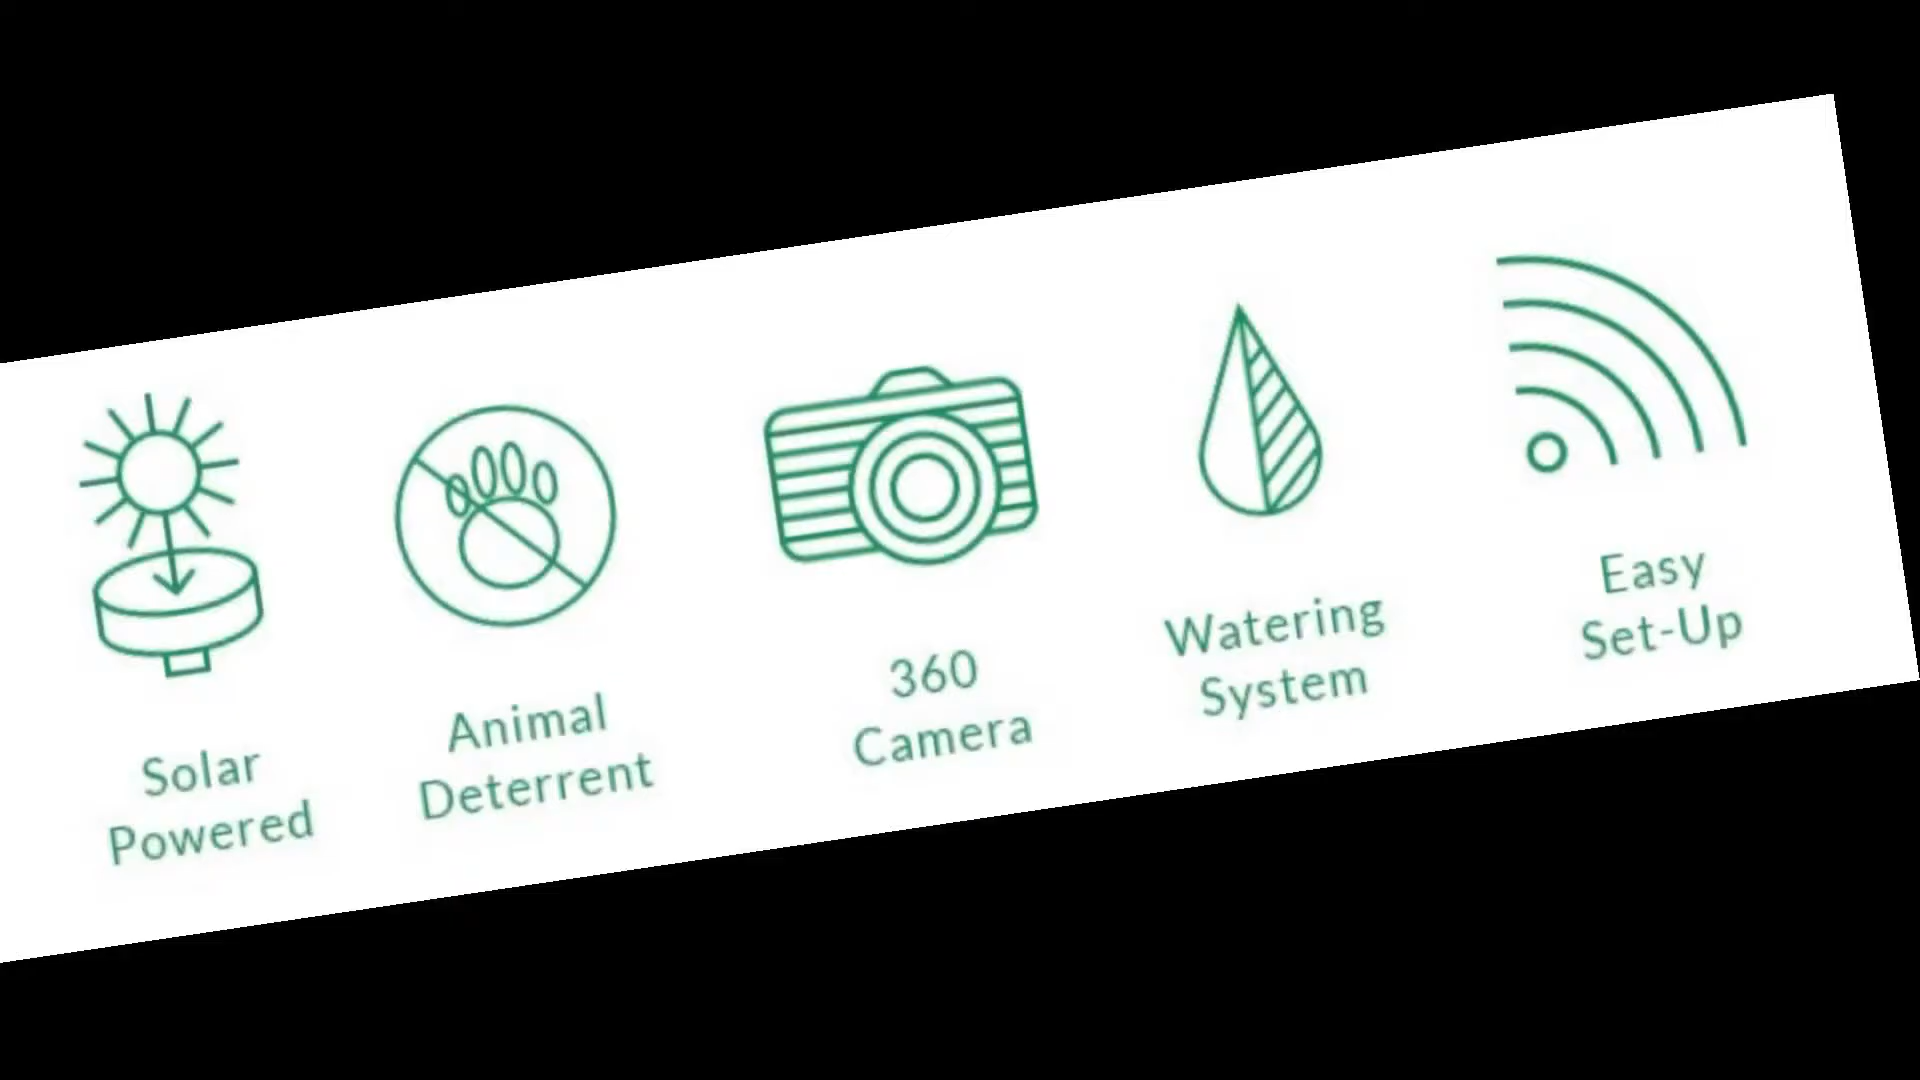 Solar
Powered
Animal
Deterrent
360
Camera
Watering
System
Easy
Set-Up